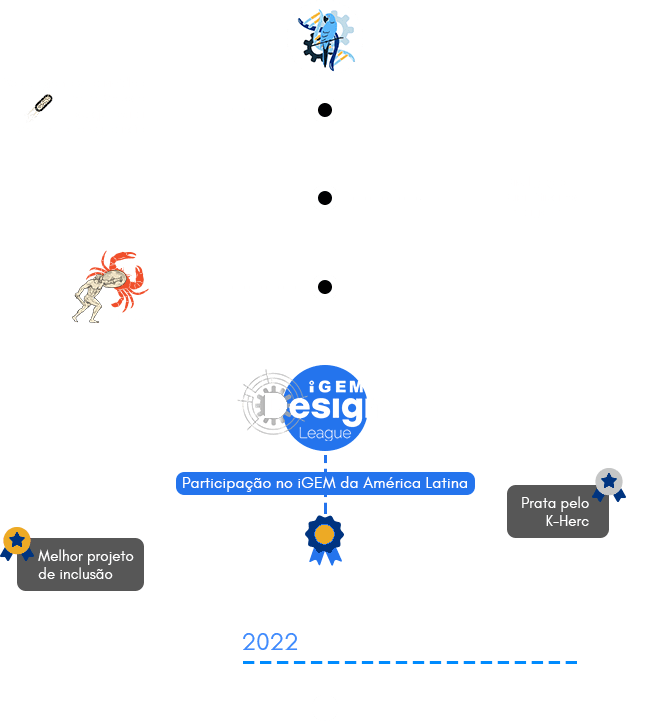 iGEM
Design
League
Participação no iGEM da América Latina
Prata pelo
K-Herc
Melhor projeto
de inclusão
2022